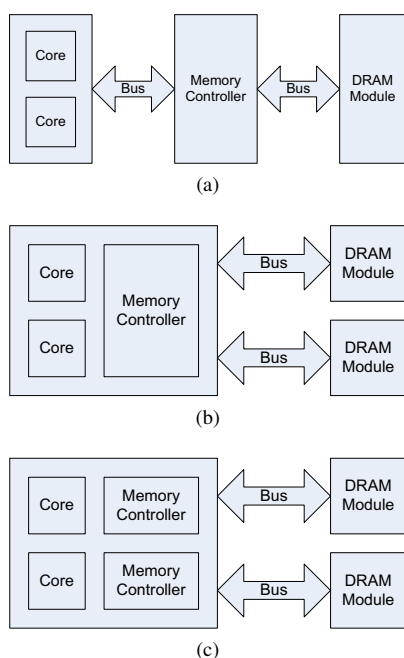 Core
Core
Bus
Memory
Controller
Bus
DRAM
Module
(a)
Core
Core
Memory
Controller
Bus
Bus
DRAM
Module
DRAM
Module
(b)
Core
Memory
Controller
Core
Memory
Controller
Bus
Bus
DRAM
Module
DRAM
Module
(c)